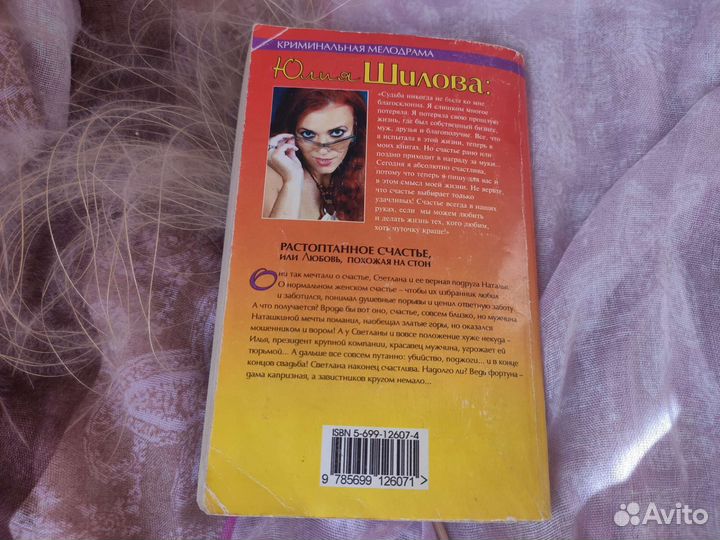 КРИМИНАЛЬНАЯ МЕЛОДРАМА
Юлия ШИЛОВА:
«Судьба никогда не была ко мне
благосклонна. Я слишком многое
потеряла. Я потеряла свою прошлую
жизнь, где был собственный бизнес,
муж, друзья и благополучие. Все, что
я испытала в этой жизни, теперь в
моих книгах. Но счастье рано или
поздно приходит в награду за муки...
Сегодня я абсолютно счастлива,
потому что теперь я пишу для вас и
в этом смысл моей жизни. Не верьте,
что счастье выбирает только
удачливых! Счастье всегда в наших
руках, если мы можем любить
и делать жизнь тех, кого любим,
хоть чуточку краше!»
РАСТОПТАННОЕ СЧАСТЬЕ,
ИЛИ ЛЮБОВЬ, ПОХОЖАЯ НА СТОН
Они так мечтали о счастье, Светлана и ее верная подруга Наталья.
О нормальном женском счастье – чтобы их избранник любил
и заботился, понимал душевные порывы и ценил ответную заботу.
А что получается? Вроде бы вот оно, счастье, совсем близко, но мужчина
Наташкиной мечты поманил, наобещал златые горы, но оказался
мошенником и вором! А у Светланы и вовсе положение хуже некуда –
Илья, президент крупной компании, красавец мужчина, угрожает ей
тюрьмой... А дальше все совсем путанно: убийство, поджоги... и в конце
концов свадьба! Светлана наконец счастлива. Надолго ли? Ведь фортуна –
дама капризная, а завистников кругом немало...
ISBN 5-699-12607-4
9 785699 126071 >
Avito